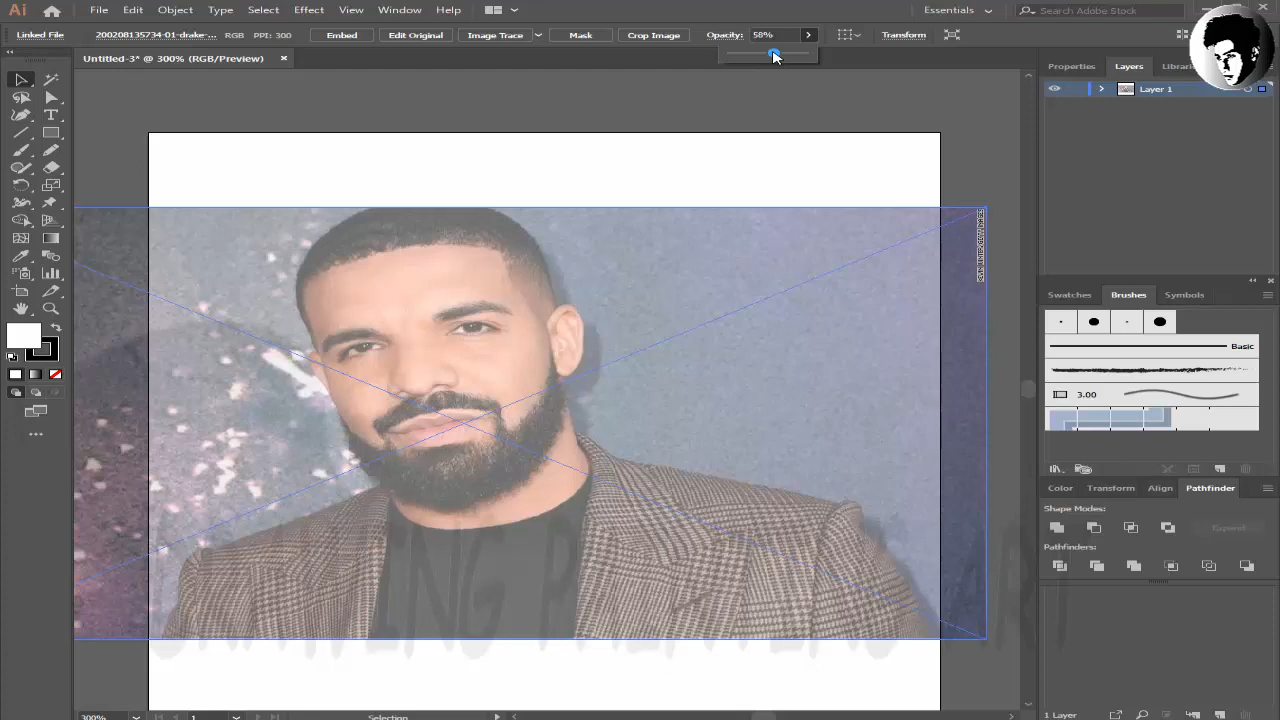 Ai File Edit Object Type Select Effect View Window Help Essentials Search Adobe Stock
Linked File 200208135734-01-drake-... RGB PPI: 300 Embed Edit Original Image Trace Mask Crop Image Opacity: 58% Transform
Untitled-3* @ 300% (RGB/Preview)
Properties Layers Librari
Layer 1
Swatches Brushes Symbols
Basic
3.00
Color Transform Align Pathfinder
Shape Modes:
Expand
Pathfinders:
300% 1 Selection
1 Layer